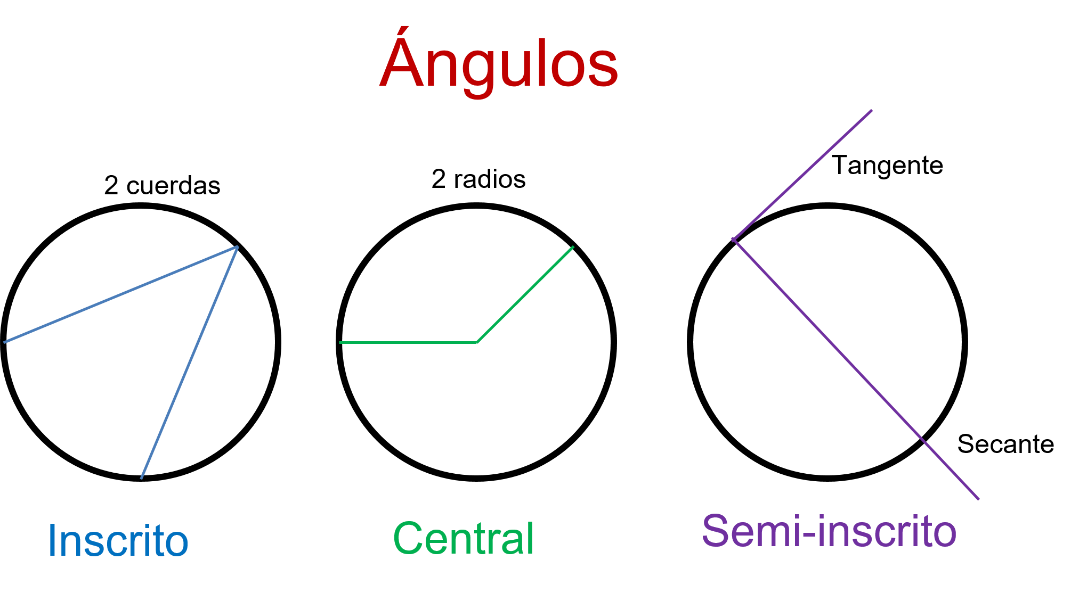 Ángulos
2 cuerdas
2 radios
Tangente
Secante
Inscrito
Central
Semi-inscrito